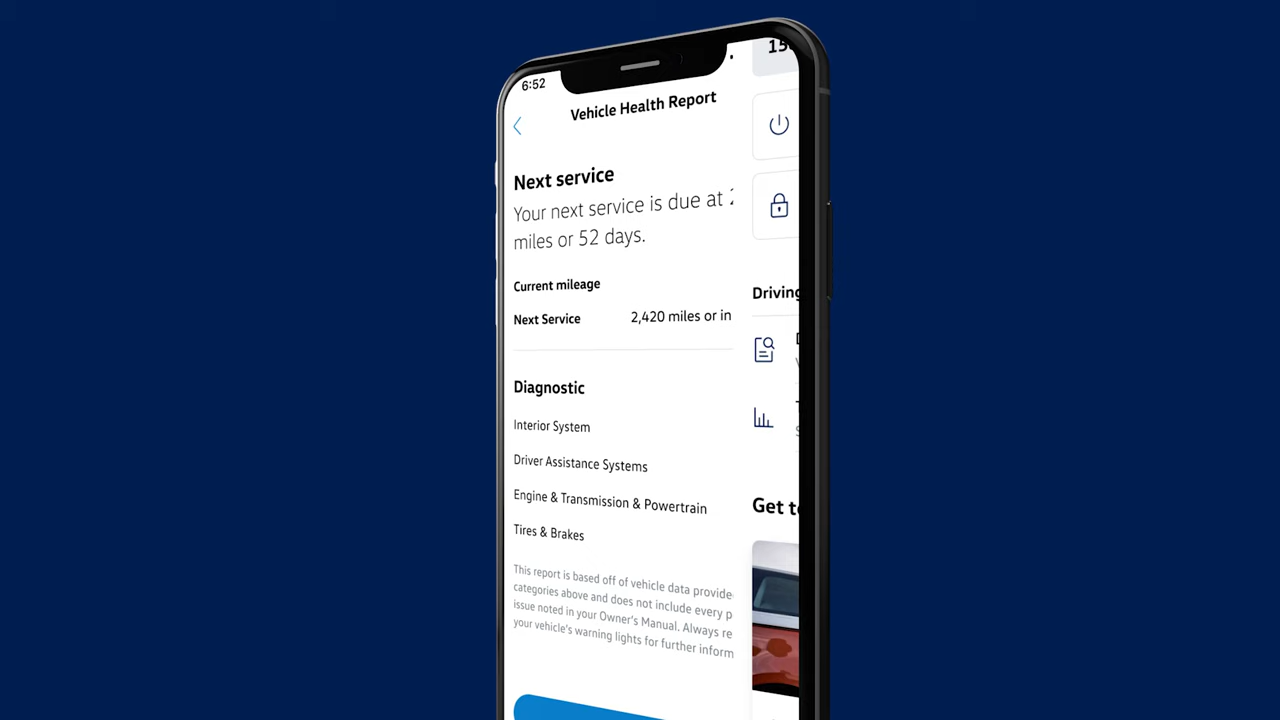 6:52
Vehicle Health Report
Next service
Your next service is due at
miles or 52 days.
Current mileage
Next Service 2,420 miles or in
Diagnostic
Interior System
Driver Assistance Systems
Engine & Transmission & Powertrain
Tires & Brakes
This report is based off of vehicle data
categories above and does not include every
issue noted in your Owner's Manual. Always
your vehicle's warning lights for further
Driving
Get